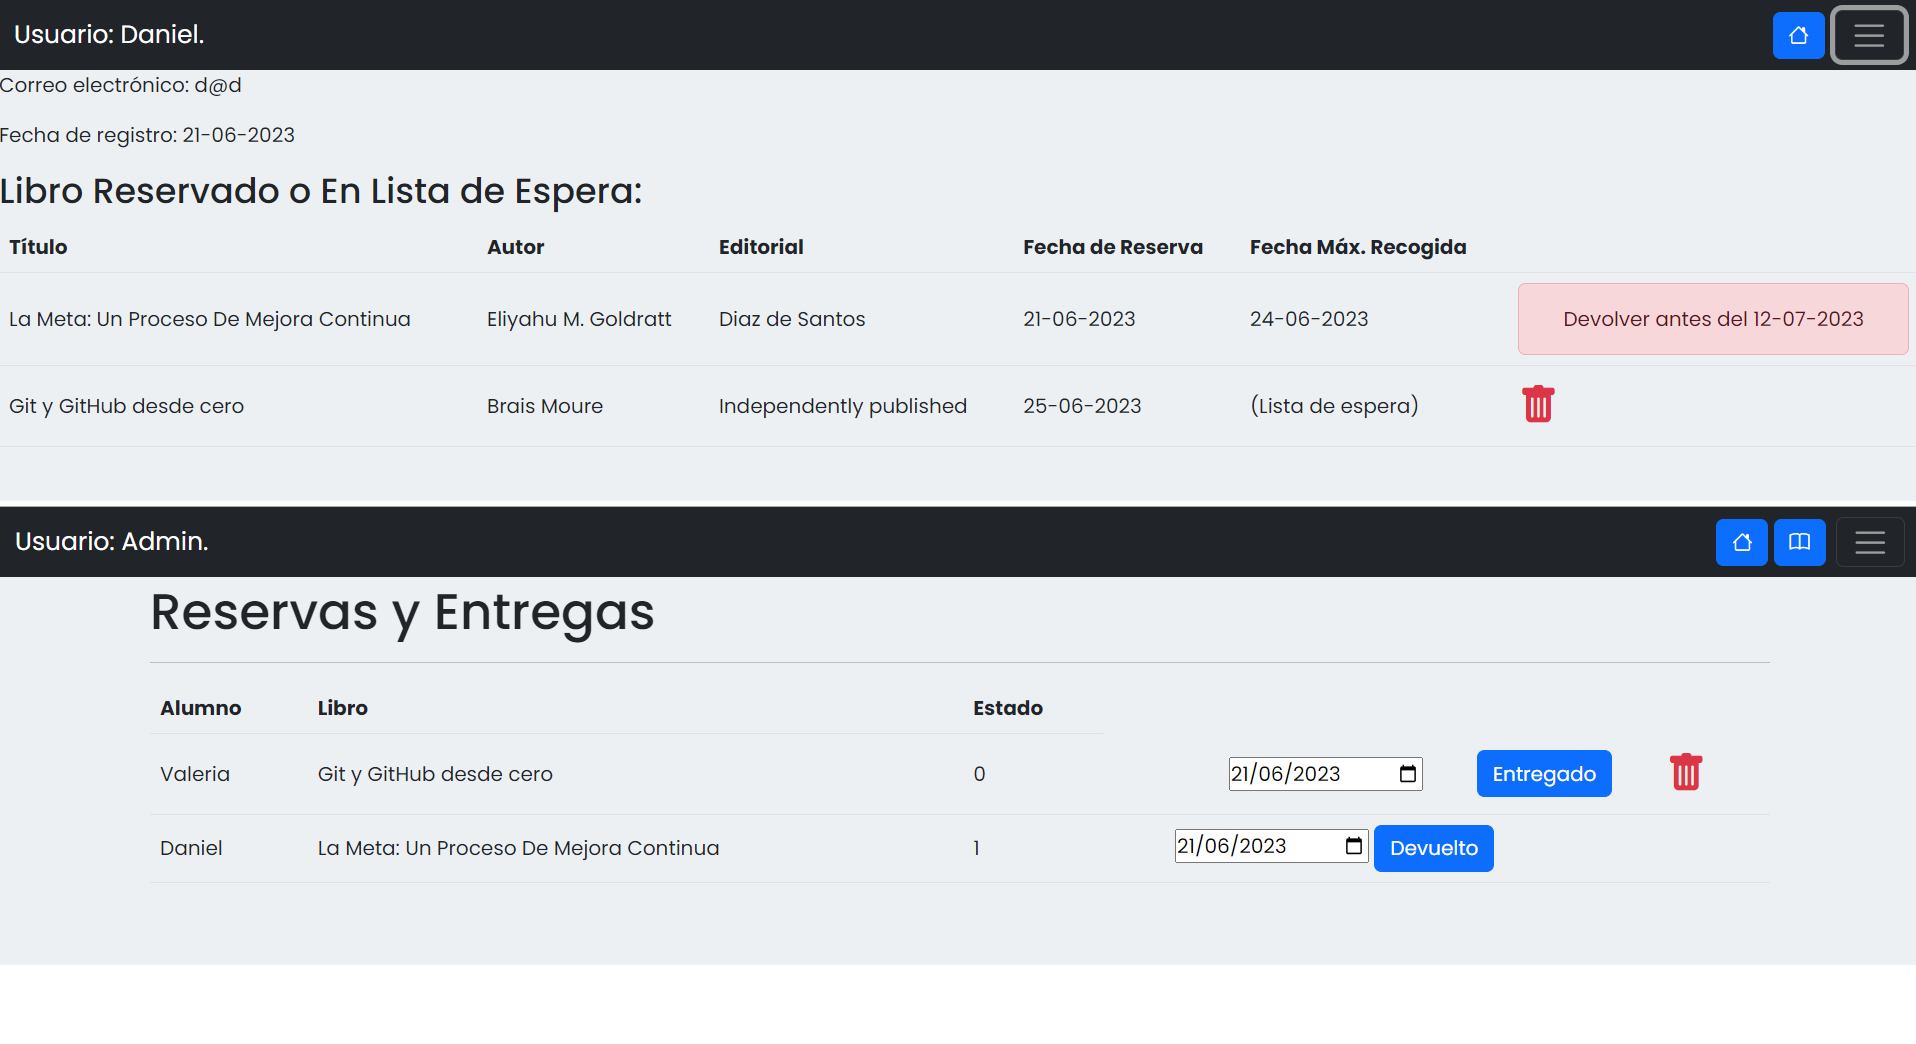 Usuario: Daniel.
Correo electrónico: d@d
Fecha de registro: 21-06-2023
Libro Reservado o En Lista de Espera:
Título Autor Editorial Fecha de Reserva Fecha Máx. Recogida
La Meta: Un Proceso De Mejora Continua Eliyahu M. Goldratt Diaz de Santos 21-06-2023 24-06-2023 Devolver antes del 12-07-2023
Git y GitHub desde cero Brais Moure Independently published 25-06-2023 (Lista de espera)
Usuario: Admin.
Reservas y Entregas
Alumno Libro Estado
Valeria Git y GitHub desde cero 0 21/06/2023 Entregado
Daniel La Meta: Un Proceso De Mejora Continua 1 21/06/2023 Devuelto